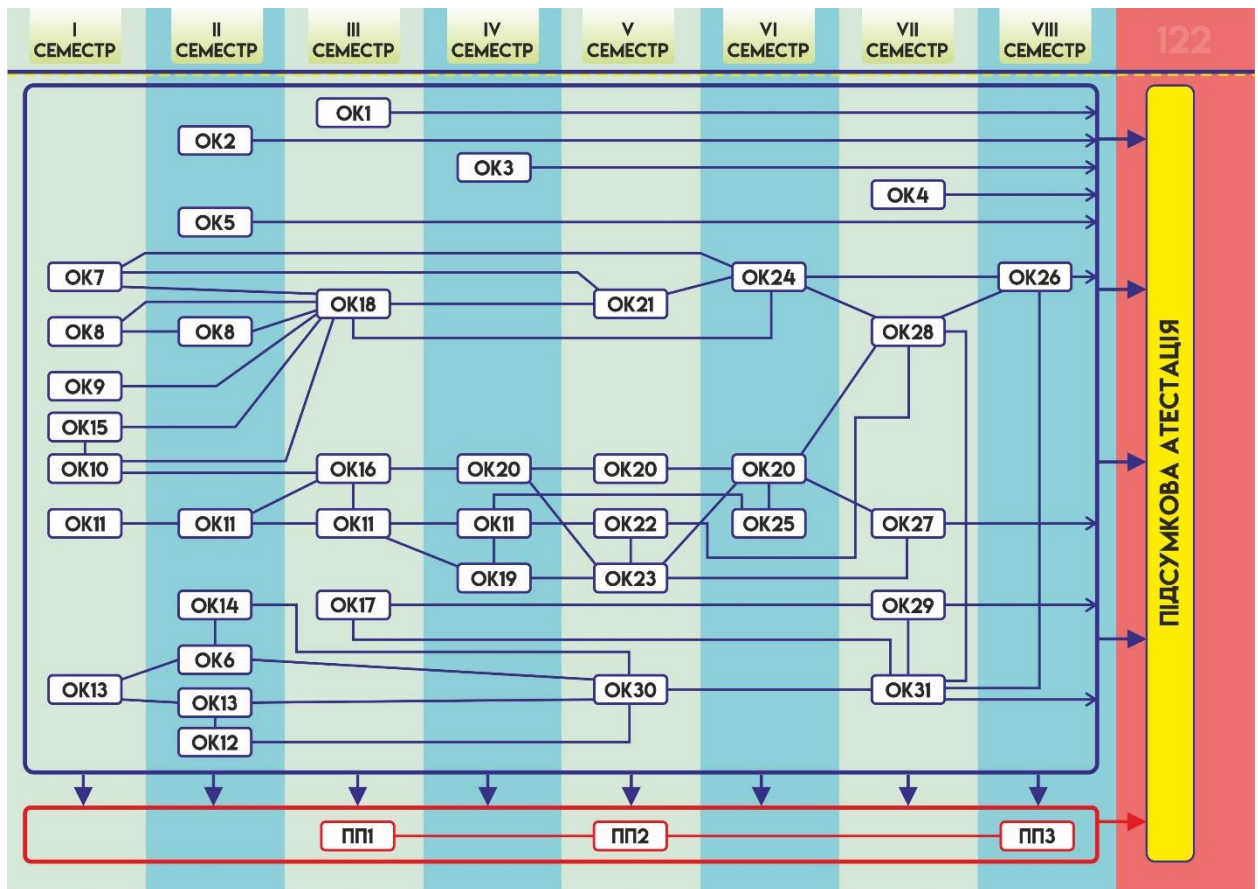 I
СЕМЕСТР
II
СЕМЕСТР
III
СЕМЕСТР
IV
СЕМЕСТР
V
СЕМЕСТР
VI
СЕМЕСТР
VII
СЕМЕСТР
VIII
СЕМЕСТР
122
ОК1
ОК2
ОК3
ОК4
ОК5
ОК7
ОК24
ОК26
ОК18
ОК21
ОК8
ОК8
ОК28
ОК9
ОК15
ОК10
ОК16
ОК20
ОК20
ОК20
ОК11
ОК11
ОК11
ОК11
ОК22
ОК25
ОК27
ОК19
ОК23
ОК14
ОК17
ОК29
ОК6
ОК13
ОК30
ОК31
ОК13
ОК12
ПП1
ПП2
ПП3
ПІДСУМКОВА АТЕСТАЦІЯ